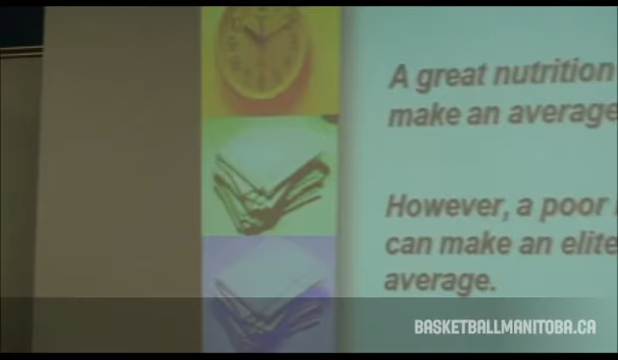 A great nutrition
make an average
However, a poor
can make an elite
average.
BASKETBALLMANITOBA.CA